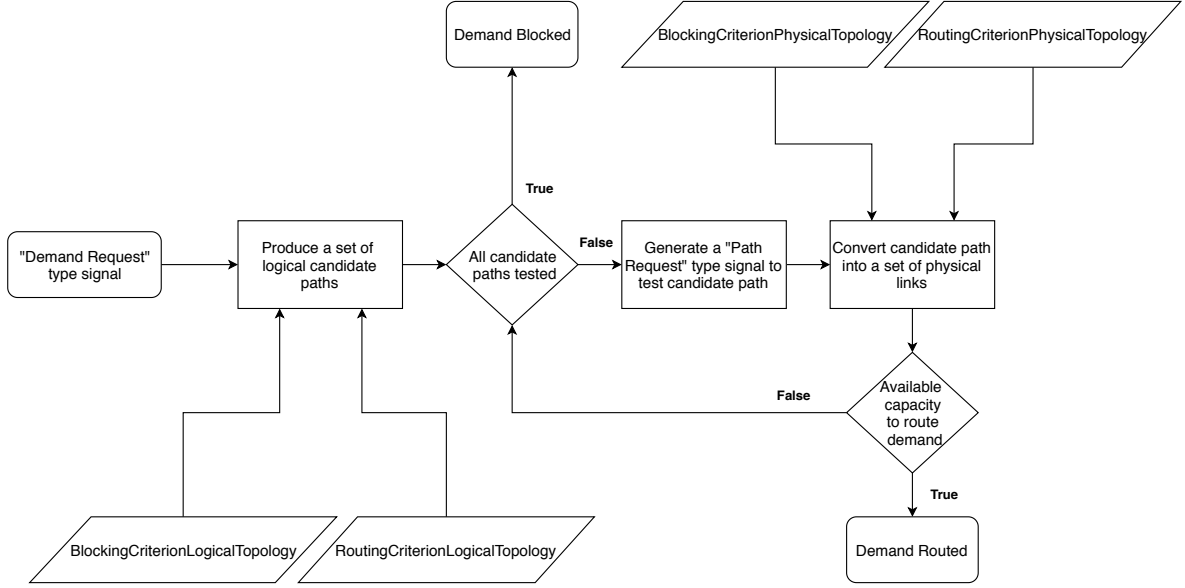 Demand Blocked
BlockingCriterionPhysicalTopology
RoutingCriterionPhysicalTopology
True
"Demand Request"
type signal
Produce a set of
logical candidate
paths
All candidate
paths tested
False
Generate a "Path
Request" type signal to
test candidate path
Convert candidate path
into a set of physical
links
False
Available
capacity
to route
demand
True
BlockingCriterionLogicalTopology
RoutingCriterionLogicalTopology
Demand Routed